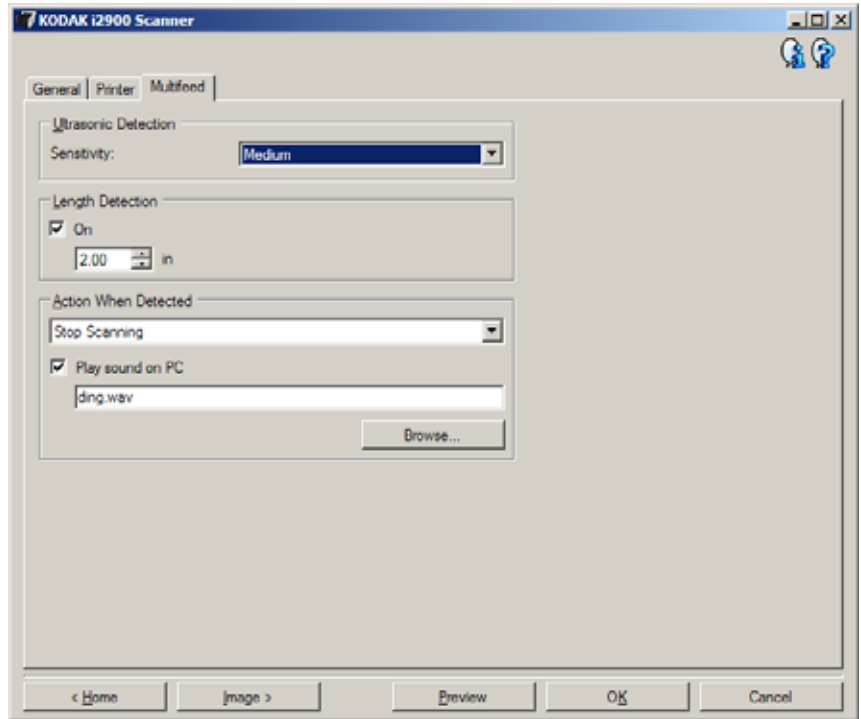 KODAK i2900 Scanner
General Printer Multifeed
Ultrasonic Detection
Sensitivity: Medium
Length Detection
On
2.00 in
Action When Detected
Stop Scanning
Play sound on PC
ding.wav
Browse...
< Home Image > Preview OK Cancel